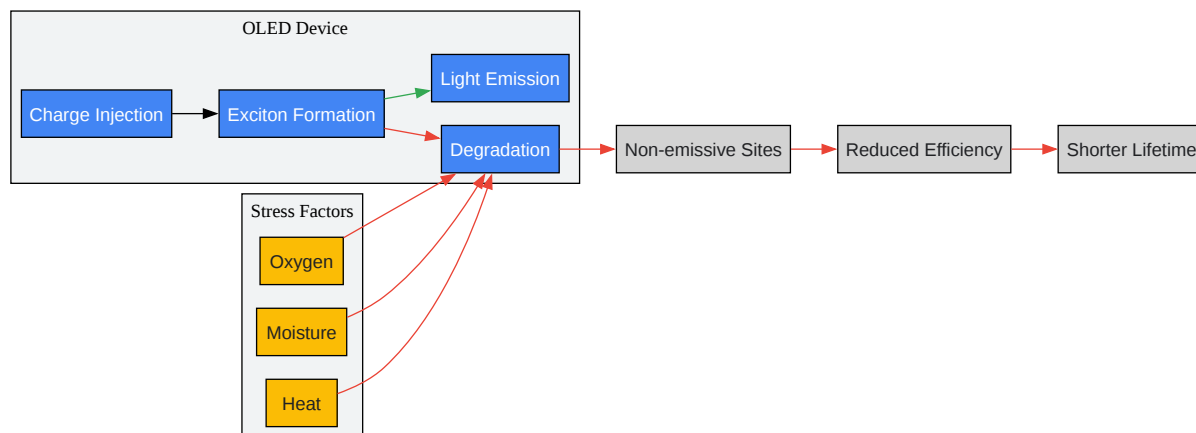 OLED Device
Light Emission
Charge Injection
Exciton Formation
Degradation
Non-emissive Sites
Reduced Efficiency
Shorter Lifetime
Stress Factors
Oxygen
Moisture
Heat